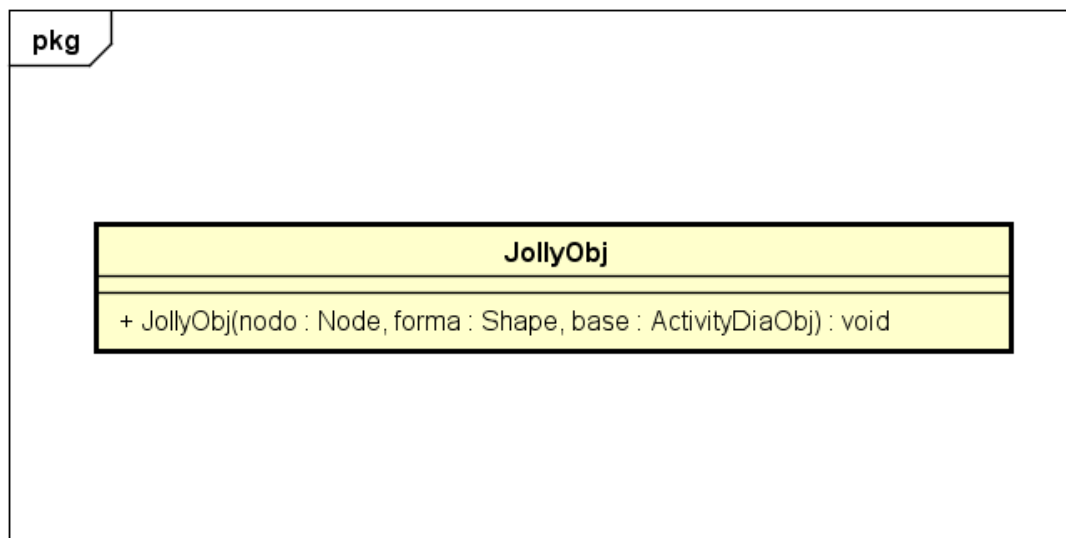 pkg
JollyObj
+ JollyObj(nodo : Node, forma : Shape, base : ActivityDiaObj) : void